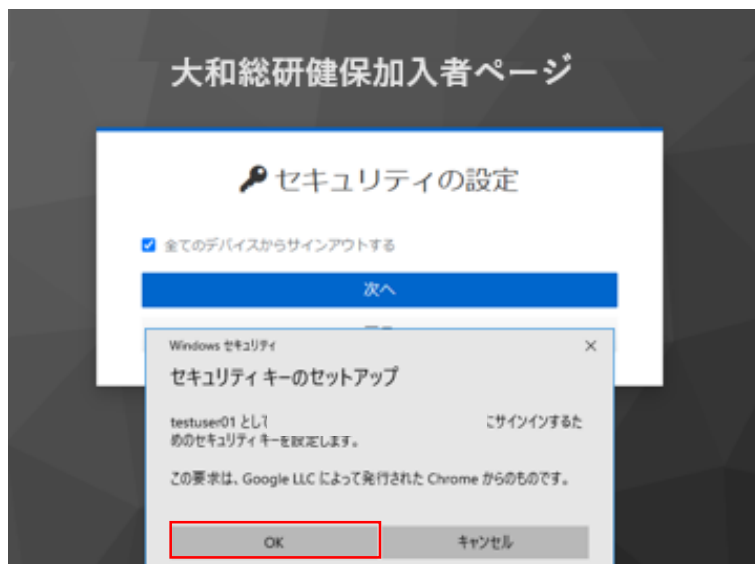 大和総研健保加入者ページ
セキュリティの設定
全てのデバイスからサインアウトする
次へ
Windows セキュリティ
セキュリティ キーのセットアップ
testuser01 として にサインインするた
めのセキュリティ キーを設定します。
この要求は、Google LLC によって発行された Chrome からのものです。
OK
キャンセル